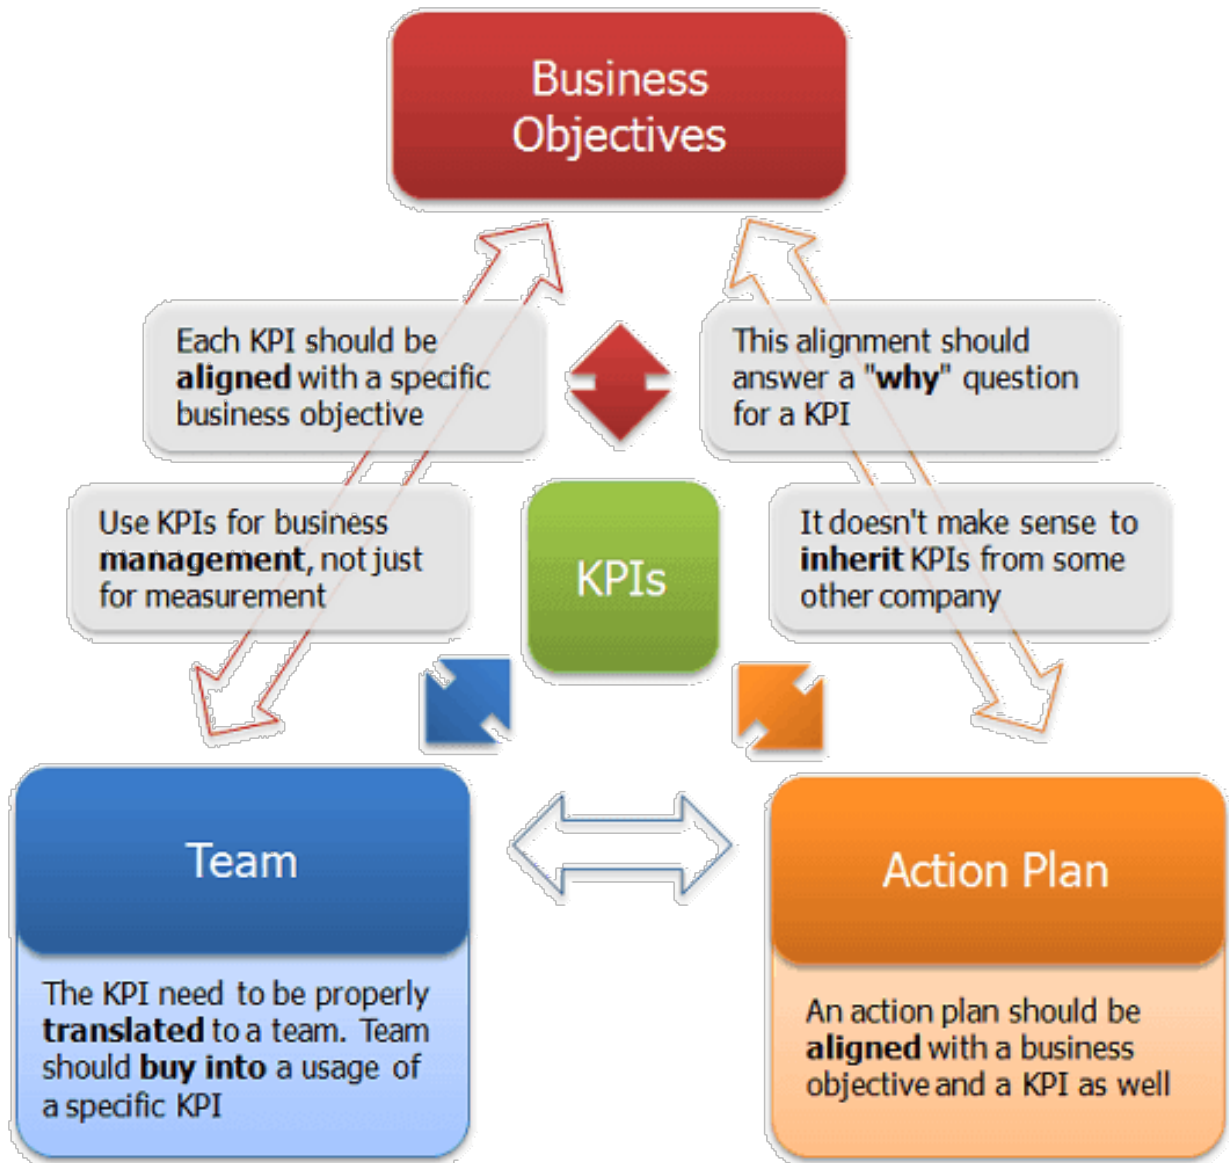 Business
Objectives
Each KPI should be
aligned with a specific
business objective
This alignment should
answer a "why" question
for a KPI
Use KPIs for business
management, not just
for measurement
KPIs
It doesn't make sense to
inherit KPIs from some
other company
Team
The KPI need to be properly
translated to a team. Team
should buy into a usage of
a specific KPI
Action Plan
An action plan should be
aligned with a business
objective and a KPI as well